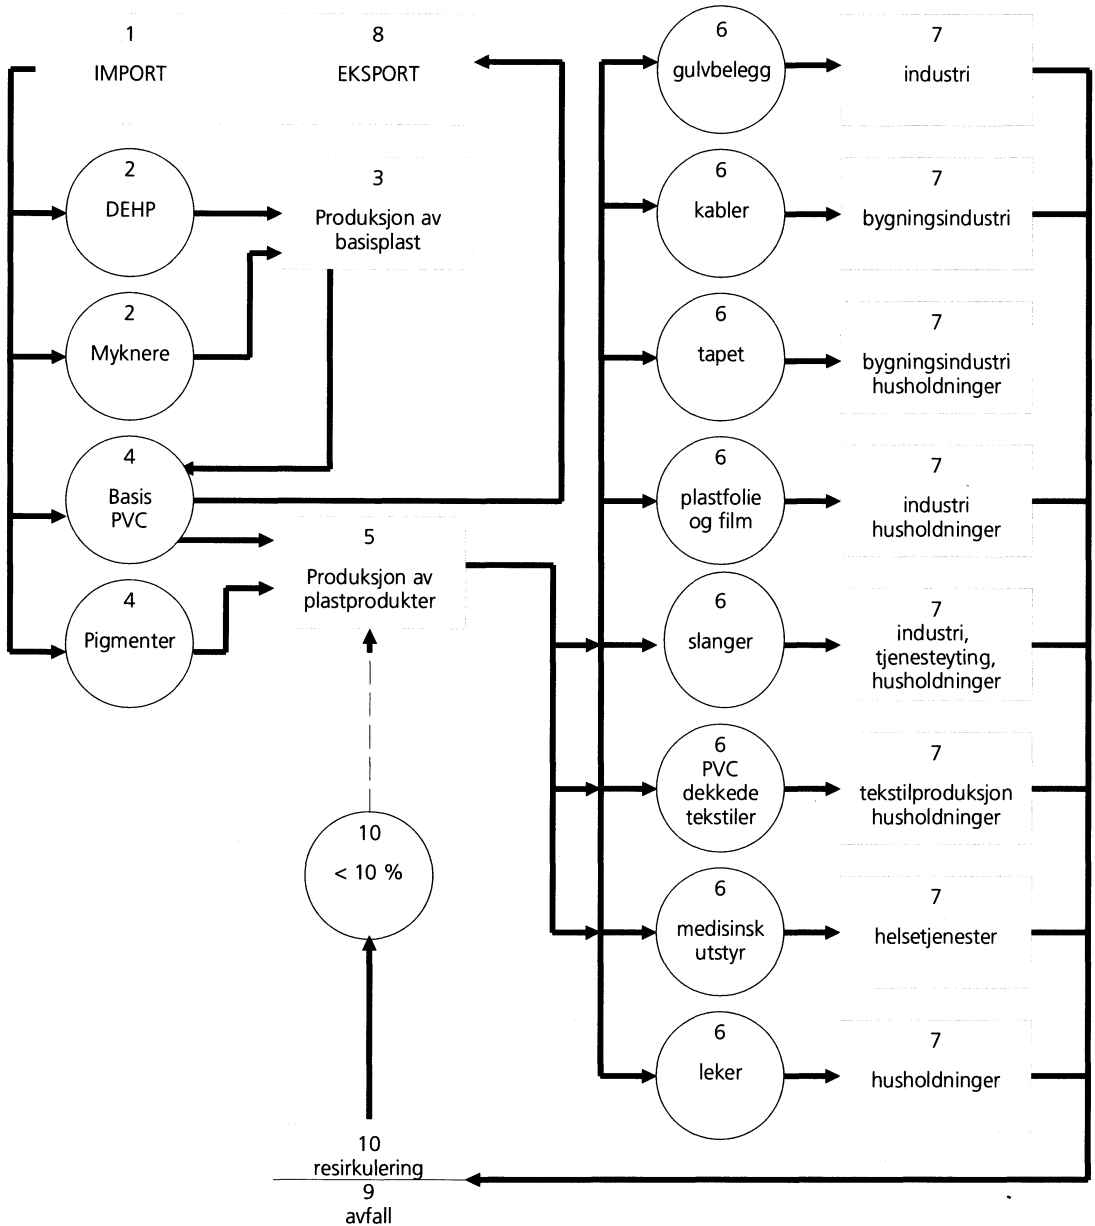 1
IMPORT
8
EKSPORT
2
DEHP
3
Produksjon av
basisplast
2
Myknere
4
Basis
PVC
5
Produksjon av
plastprodukter
4
Pigmenter
10
< 10 %
10
resirkulering
9
avfall
6
gulvbelegg
7
industri
6
kabler
7
bygningsindustri
6
tapet
7
bygningsindustri
husholdninger
6
plastfolie
og film
7
industri
husholdninger
6
slanger
7
industri,
tjenesteyting,
husholdninger
6
PVC
dekkede
tekstiler
7
tekstilproduksjon
husholdninger
6
medisinsk
utstyr
7
helsetjenester
6
leker
7
husholdninger